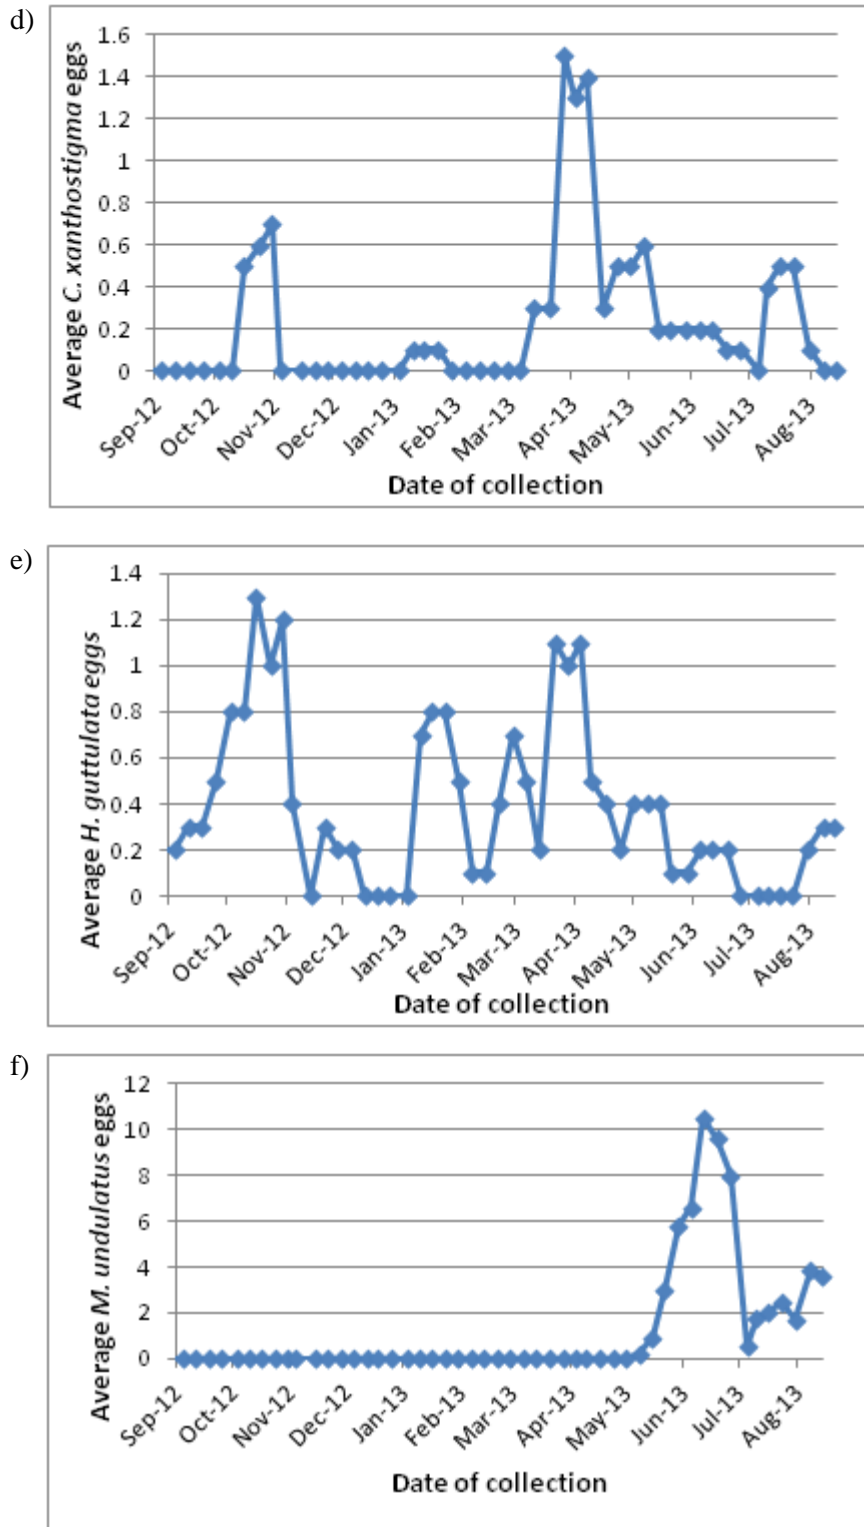 d)
Average C. xanthostigma eggs
1.6
1.4
1.2
1
0.8
0.6
0.4
0.2
0
Sep-12 Oct-12 Nov-12 Dec-12 Jan-13 Feb-13 Mar-13 Apr-13 May-13 Jun-13 Jul-13 Aug-13
Date of collection
e)
Average H. guttulata eggs
1.4
1.2
1
0.8
0.6
0.4
0.2
0
Sep-12 Oct-12 Nov-12 Dec-12 Jan-13 Feb-13 Mar-13 Apr-13 May-13 Jun-13 Jul-13 Aug-13
Date of collection
f)
Average M. undulatus eggs
12
10
8
6
4
2
0
Sep-12 Oct-12 Nov-12 Dec-12 Jan-13 Feb-13 Mar-13 Apr-13 May-13 Jun-13 Jul-13 Aug-13
Date of collection